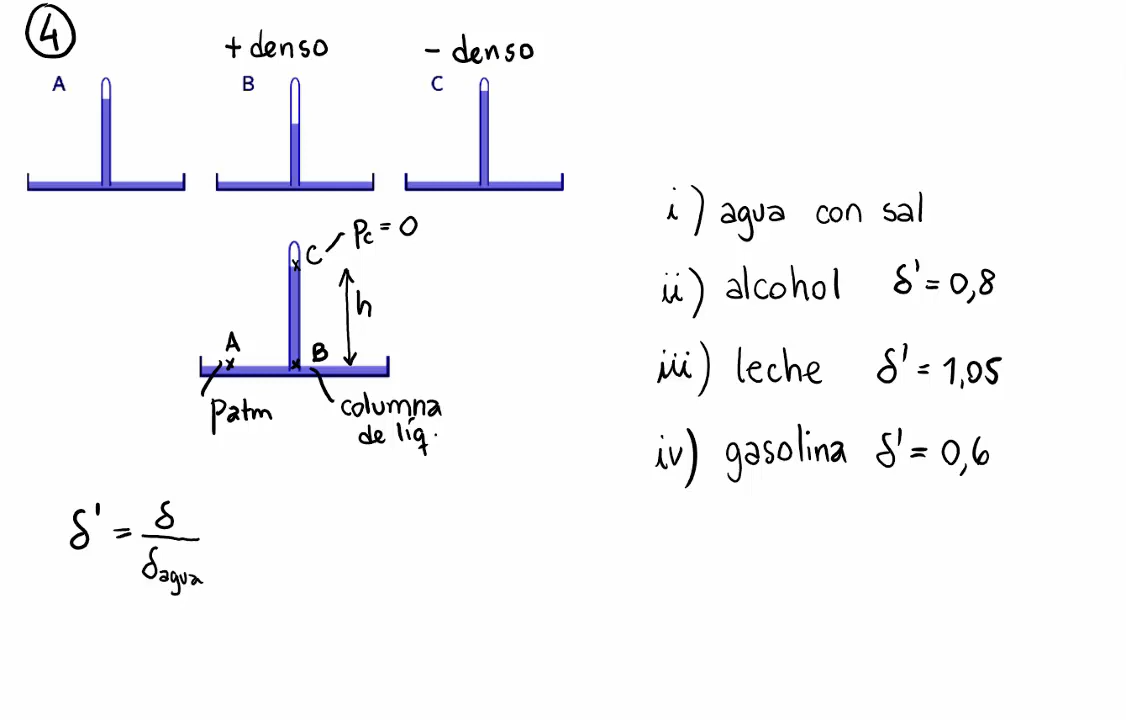 4
+ denso
- denso
A
B
C
C
Pc = 0
h
A
B
Patm
columna
de líq.
i) agua con sal
ii) alcohol δ' = 0,8
iii) leche δ' = 1,05
iv) gasolina δ' = 0,6
δ' = δ / δagua